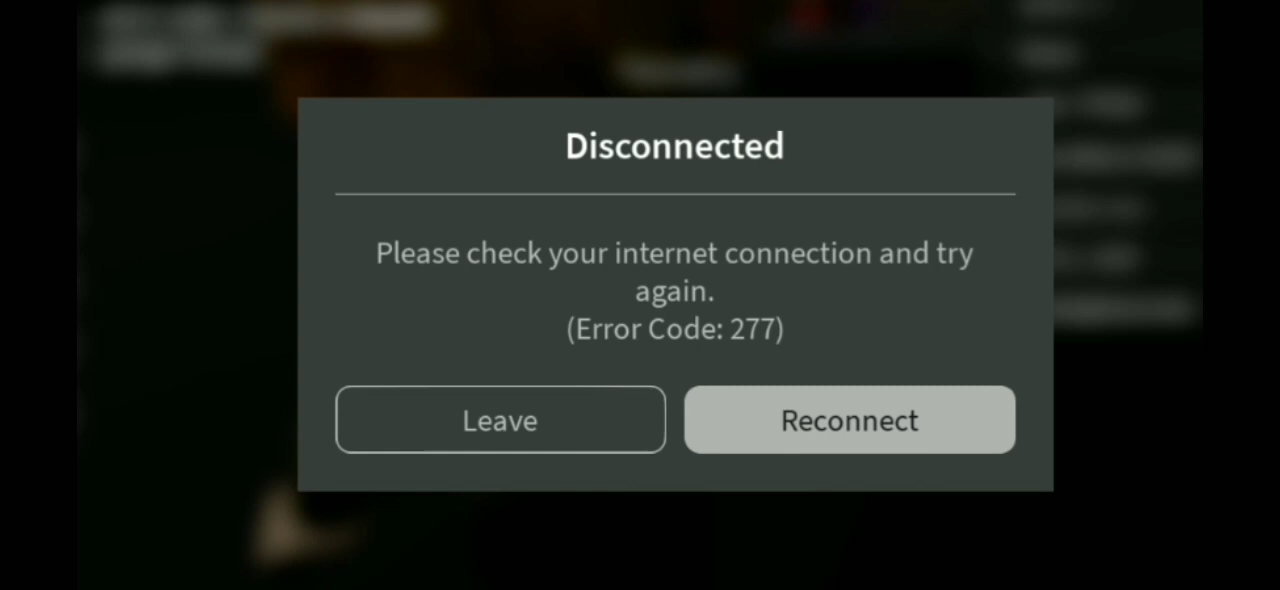 Disconnected
Please check your internet connection and try
again.
(Error Code: 277)
Leave
Reconnect